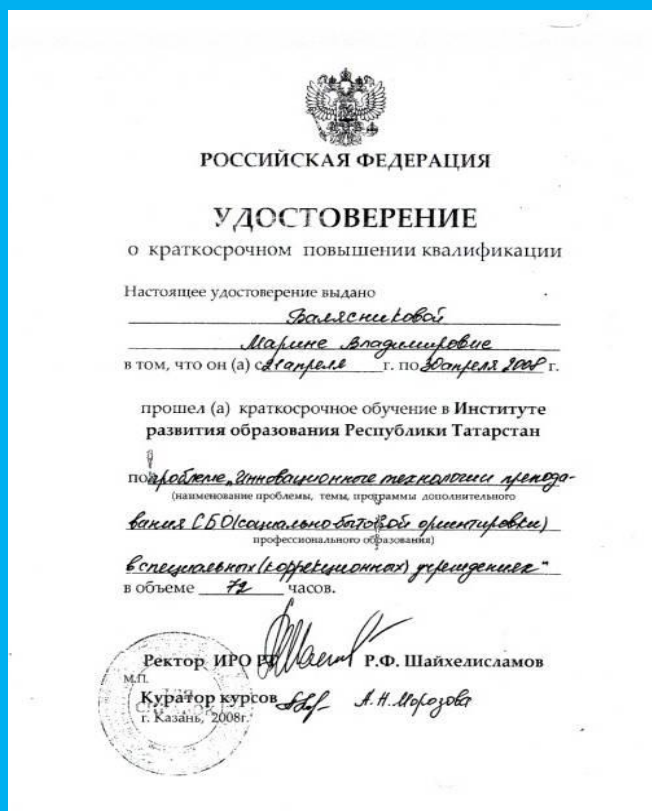 РОССИЙСКАЯ ФЕДЕРАЦИЯ
УДОСТОВЕРЕНИЕ
о краткосрочном повышении квалификации
Настоящее удостоверение выдано
Балясниковой
Марине Владимировне
в том, что он (а) с 21 апреля г. по 30 апреля 2008 г.
прошел (а) краткосрочное обучение в Институте
развития образования Республики Татарстан
по проблеме „Инновационные технологии препода-
(наименование проблемы, темы, программы дополнительного
вания СБО (социально-бытовой ориентировки)
профессионального образования)
в специальных (коррекционных) учреждениях"
в объеме 72 часов.
Ректор ИРО РТ Р.Ф. Шайхелисламов
М.П.
Куратор курсов А.Н. Морозова
г. Казань, 2008г.